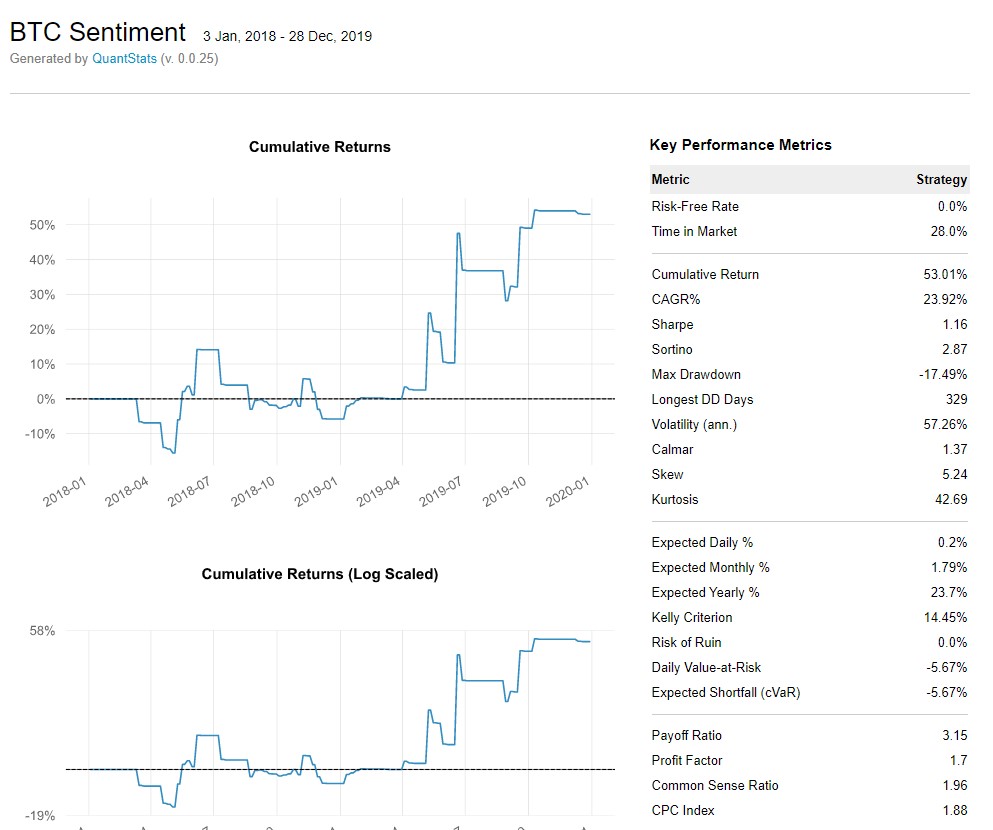 BTC Sentiment 3 Jan, 2018 - 28 Dec, 2019
Generated by QuantStats (v. 0.0.25)
Cumulative Returns
50%
40%
30%
20%
10%
0%
-10%
2018-01 2018-04 2018-07 2018-10 2019-01 2019-04 2019-07 2019-10 2020-01
Cumulative Returns (Log Scaled)
58%
-19%
Key Performance Metrics
Metric Strategy
Risk-Free Rate 0.0%
Time in Market 28.0%
Cumulative Return 53.01%
CAGR% 23.92%
Sharpe 1.16
Sortino 2.87
Max Drawdown -17.49%
Longest DD Days 329
Volatility (ann.) 57.26%
Calmar 1.37
Skew 5.24
Kurtosis 42.69
Expected Daily % 0.2%
Expected Monthly % 1.79%
Expected Yearly % 23.7%
Kelly Criterion 14.45%
Risk of Ruin 0.0%
Daily Value-at-Risk -5.67%
Expected Shortfall (cVaR) -5.67%
Payoff Ratio 3.15
Profit Factor 1.7
Common Sense Ratio 1.96
CPC Index 1.88